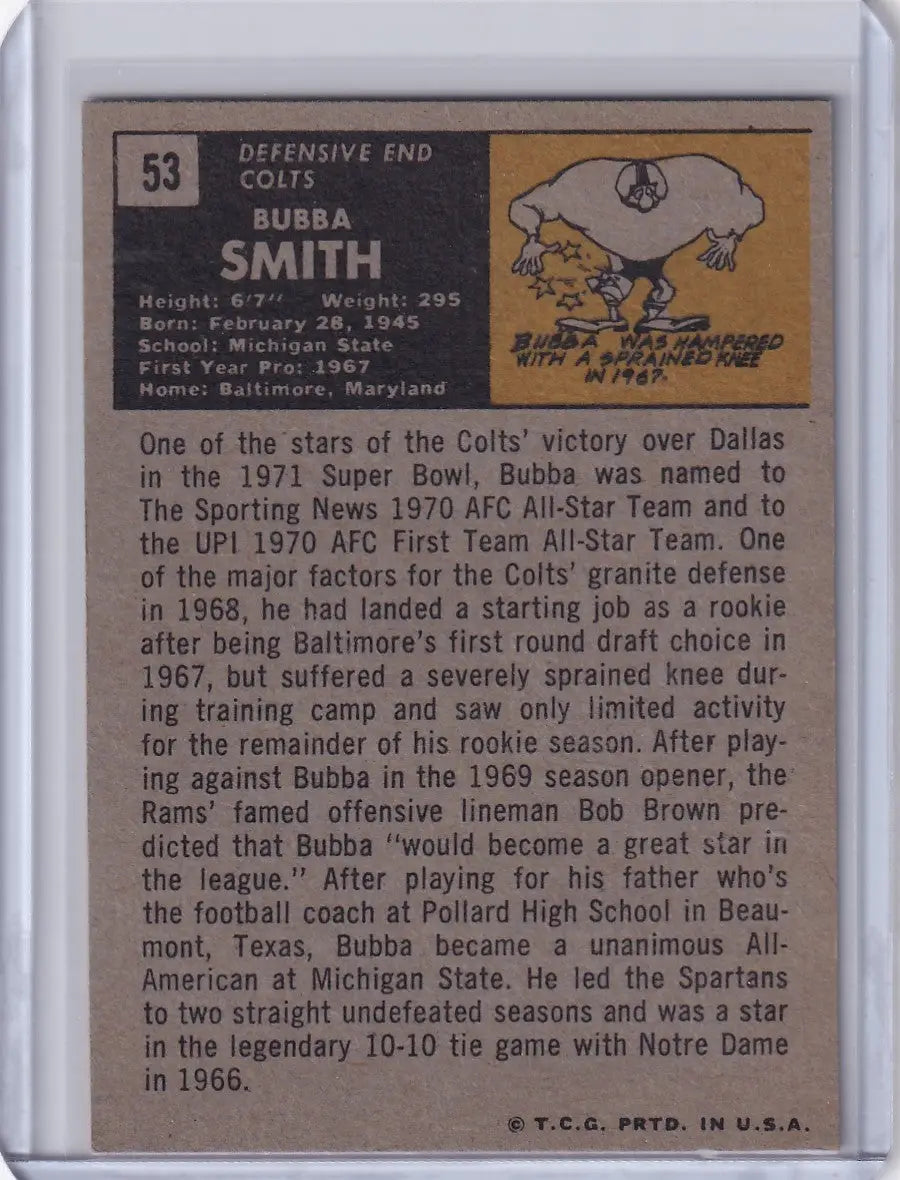 53
DEFENSIVE END
COLTS
BUBBA
SMITH
Height: 6'7" Weight: 295
Born: February 28, 1945
School: Michigan State
First Year Pro: 1967
Home: Baltimore, Maryland
BUBBA WAS HAMPERED
WITH A SPRAINED KNEE
IN 1967.
One of the stars of the Colts' victory over Dallas
in the 1971 Super Bowl, Bubba was named to
The Sporting News 1970 AFC All-Star Team and to
the UPI 1970 AFC First Team All-Star Team. One
of the major factors for the Colts' granite defense
in 1968, he had landed a starting job as a rookie
after being Baltimore's first round draft choice in
1967, but suffered a severely sprained knee dur-
ing training camp and saw only limited activity
for the remainder of his rookie season. After play-
ing against Bubba in the 1969 season opener, the
Rams' famed offensive lineman Bob Brown pre-
dicted that Bubba "would become a great star in
the league." After playing for his father who's
the football coach at Pollard High School in Beau-
mont, Texas, Bubba became a unanimous All-
American at Michigan State. He led the Spartans
to two straight undefeated seasons and was a star
in the legendary 10-10 tie game with Notre Dame
in 1966.
© T.C.G. PRTD. IN U.S.A.